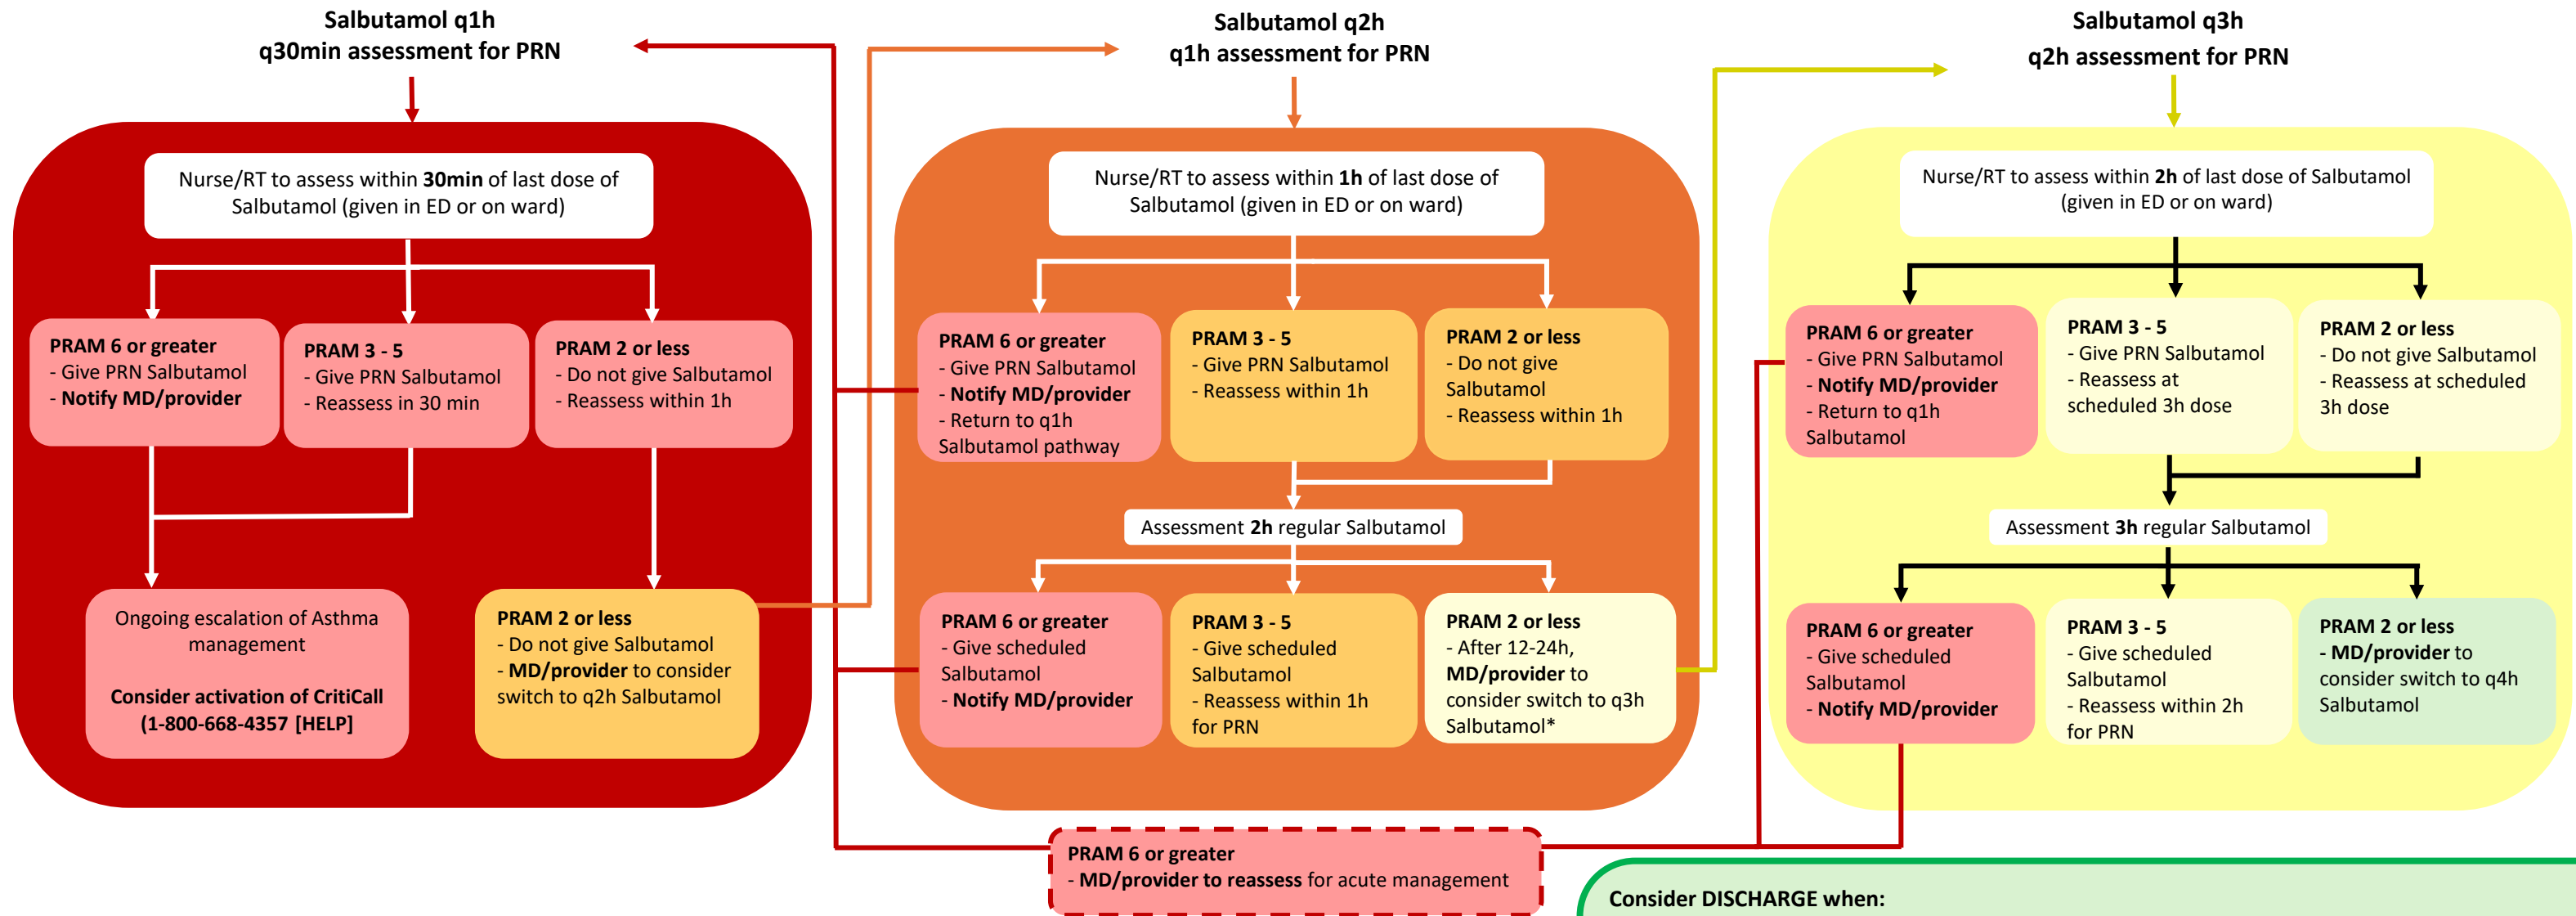 Salbutamol q1h
q30min assessment for PRN
Nurse/RT to assess within 30min of last dose of
Salbutamol (given in ED or on ward)
PRAM 6 or greater
- Give PRN Salbutamol
- Notify MD/provider
PRAM 3 - 5
- Give PRN Salbutamol
- Reassess in 30 min
PRAM 2 or less
- Do not give Salbutamol
- Reassess within 1h
Ongoing escalation of Asthma
management
Consider activation of CritiCall
(1-800-668-4357 [HELP]
PRAM 2 or less
- Do not give Salbutamol
- MD/provider to consider
switch to q2h Salbutamol
Salbutamol q2h
q1h assessment for PRN
Nurse/RT to assess within 1h of last dose of
Salbutamol (given in ED or on ward)
PRAM 6 or greater
- Give PRN Salbutamol
- Notify MD/provider
- Return to q1h
Salbutamol pathway
PRAM 3 - 5
- Give PRN Salbutamol
- Reassess within 1h
PRAM 2 or less
- Do not give
Salbutamol
- Reassess within 1h
Assessment 2h regular Salbutamol
PRAM 6 or greater
- Give scheduled
Salbutamol
- Notify MD/provider
PRAM 3 - 5
- Give scheduled
Salbutamol
- Reassess within 1h
for PRN
PRAM 2 or less
- After 12-24h,
MD/provider to
consider switch to q3h
Salbutamol*
Salbutamol q3h
q2h assessment for PRN
Nurse/RT to assess within 2h of last dose of Salbutamol
(given in ED or on ward)
PRAM 6 or greater
- Give PRN Salbutamol
- Notify MD/provider
- Return to q1h
Salbutamol
PRAM 3 - 5
- Give PRN Salbutamol
- Reassess at
scheduled 3h dose
PRAM 2 or less
- Do not give Salbutamol
- Reassess at scheduled
3h dose
Assessment 3h regular Salbutamol
PRAM 6 or greater
- Give scheduled
Salbutamol
- Notify MD/provider
PRAM 3 - 5
- Give scheduled
Salbutamol
- Reassess within 2h
for PRN
PRAM 2 or less
- MD/provider to
consider switch to q4h
Salbutamol
PRAM 6 or greater
- MD/provider to reassess for acute management
Consider DISCHARGE when: